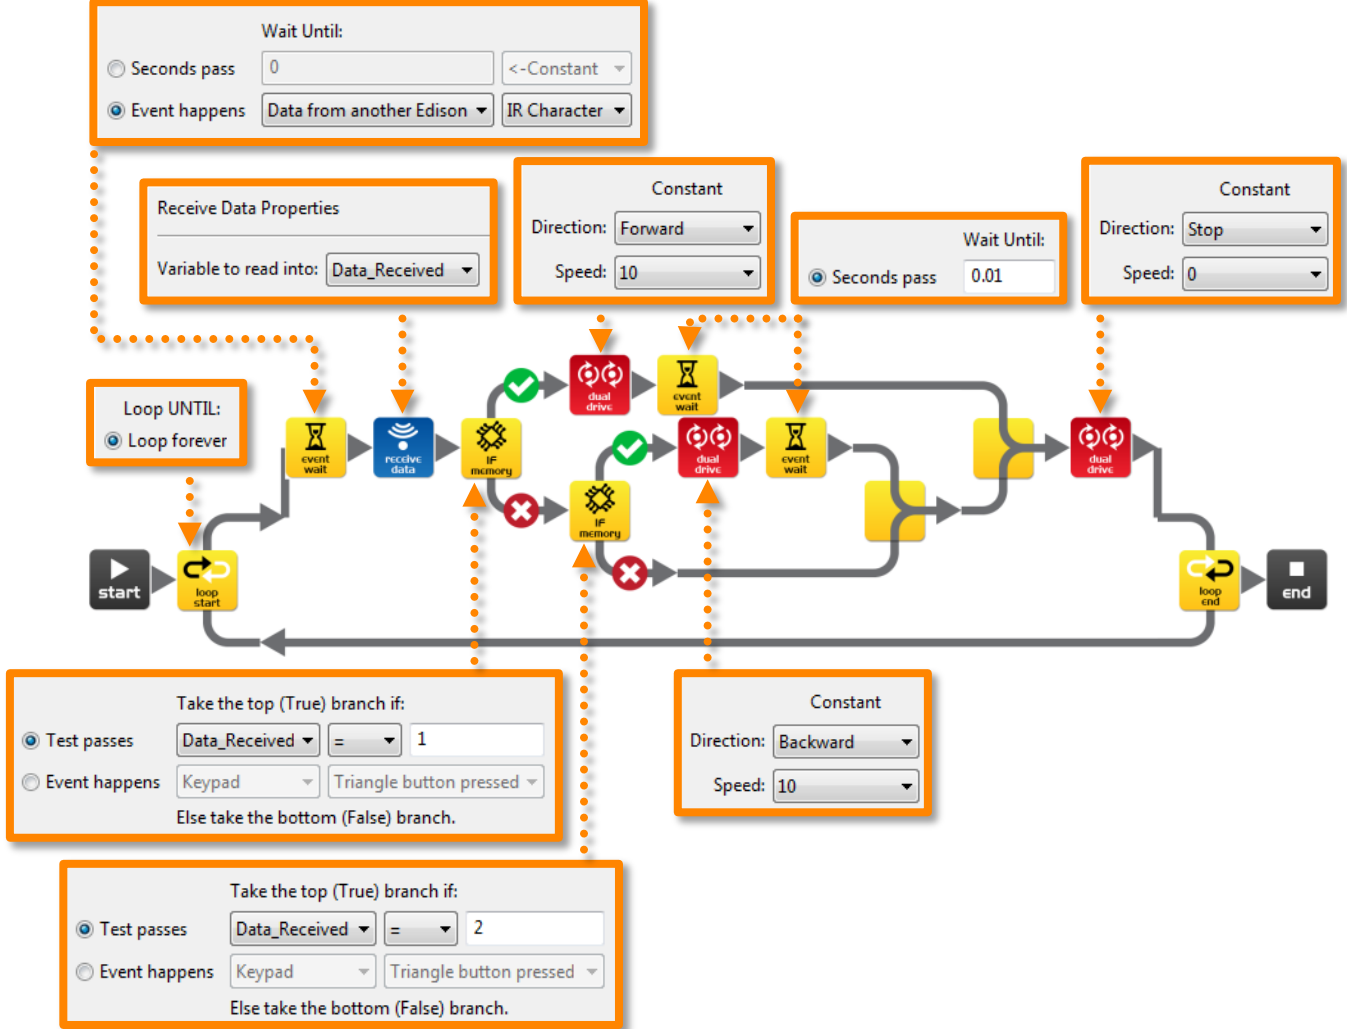 Wait Until:
Seconds pass 0 <-Constant
Event happens Data from another Edison IR Character
Receive Data Properties
Variable to read into: Data_Received
Constant
Direction: Forward
Speed: 10
Wait Until:
Seconds pass 0.01
Constant
Direction: Stop
Speed: 0
Loop UNTIL:
Loop forever
start
loop
start
event
wait
receive
data
IF
memory
dual
drive
event
wait
IF
memory
dual
drive
event
wait
dual
drive
loop
end
end
Take the top (True) branch if:
Test passes Data_Received = 1
Event happens Keypad Triangle button pressed
Else take the bottom (False) branch.
Constant
Direction: Backward
Speed: 10
Take the top (True) branch if:
Test passes Data_Received = 2
Event happens Keypad Triangle button pressed
Else take the bottom (False) branch.